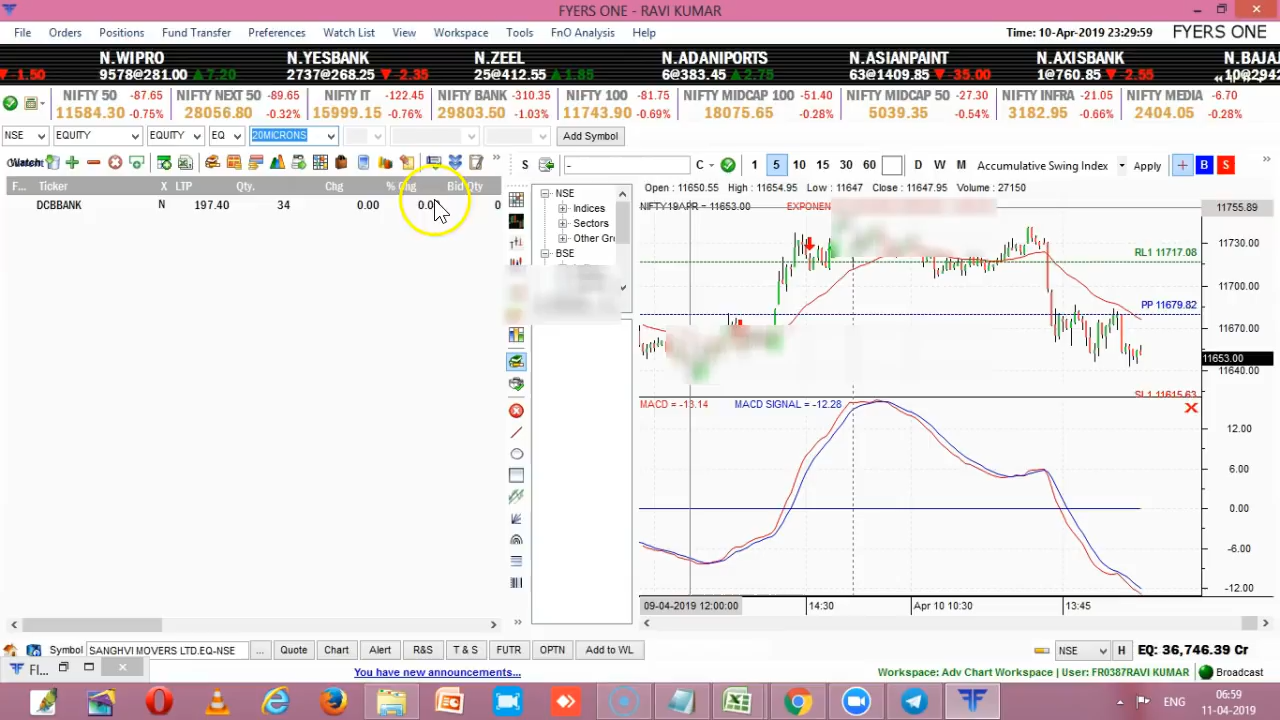 FYERS ONE - RAVI KUMAR
File Orders Positions Fund Transfer Preferences Watch List View Workspace Tools FnO Analysis Help Time: 10-Apr-2019 23:29:59 FYERS ONE
N.WIPRO N.YESBANK N.ZEEL N.ADANIPORTS N.ASIANPAINT N.AXISBANK N.BAJA
▼-1.50 9578@281.00 ▲7.20 2737@268.25 ▼-2.35 25@412.55 ▲1.85 6@383.45 ▲2.75 63@1409.85 ▼-35.00 1@760.85 ▼-2.55
NIFTY 50 -87.65 NIFTY NEXT 50 -89.65 NIFTY IT -122.45 NIFTY BANK -310.35 NIFTY 100 -81.75 NIFTY MIDCAP 100 -51.40 NIFTY MIDCAP 50 -27.30 NIFTY INFRA -21.05 NIFTY MEDIA -6.70
11584.30 -0.75% 28056.80 -0.32% 15999.15 -0.76% 29803.50 -1.03% 11743.90 -0.69% 18075.65 -0.28% 5039.35 -0.54% 3182.95 -0.66% 2404.05 -0.28%
NSE EQUITY EQUITY EQ 20MICRONS Add Symbol
S - C 1 5 10 15 30 60 D W M Accumulative Swing Index Apply B S
F... Ticker X LTP Qty. Chg % Chg Bid Qty
DCBBANK N 197.40 34 0.00 0.00 0
NSE
Indices
Sectors
Other Gro
BSE
Open : 11650.55 High : 11654.95 Low : 11647 Close : 11647.95 Volume : 27150
NIFTY19APR = 11653.00 EXPONEN
11755.89
11730.00
RL1 11717.08
11700.00
PP 11679.82
11670.00
11653.00
11640.00
SL1 11615.63
MACD = -13.14 MACD SIGNAL = -12.28
12.00
6.00
0.00
-6.00
-12.00
09-04-2019 12:00:00 14:30 Apr 10 10:30 13:45
Symbol SANGHVI MOVERS LTD.EQ-NSE ... Quote Chart Alert R&S T & S FUTR OPTN Add to WL NSE H EQ: 36,746.39 Cr
Fl...
You have new announcements...
Workspace: Adv Chart Workspace | User: FR0387RAVI KUMAR Broadcast
ENG
06:59
11-04-2019